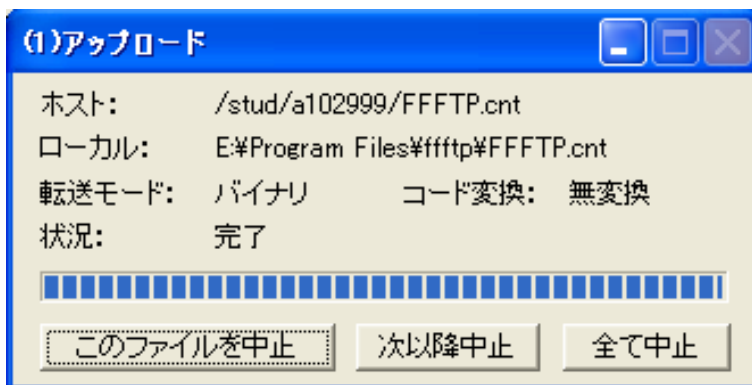 (1)アップロード
ホスト: /stud/a102999/FFFTP.cnt
ローカル: E:¥Program Files¥ffftp¥FFFTP.cnt
転送モード: バイナリ コード変換: 無変換
状況: 完了
このファイルを中止 次以降中止 全て中止